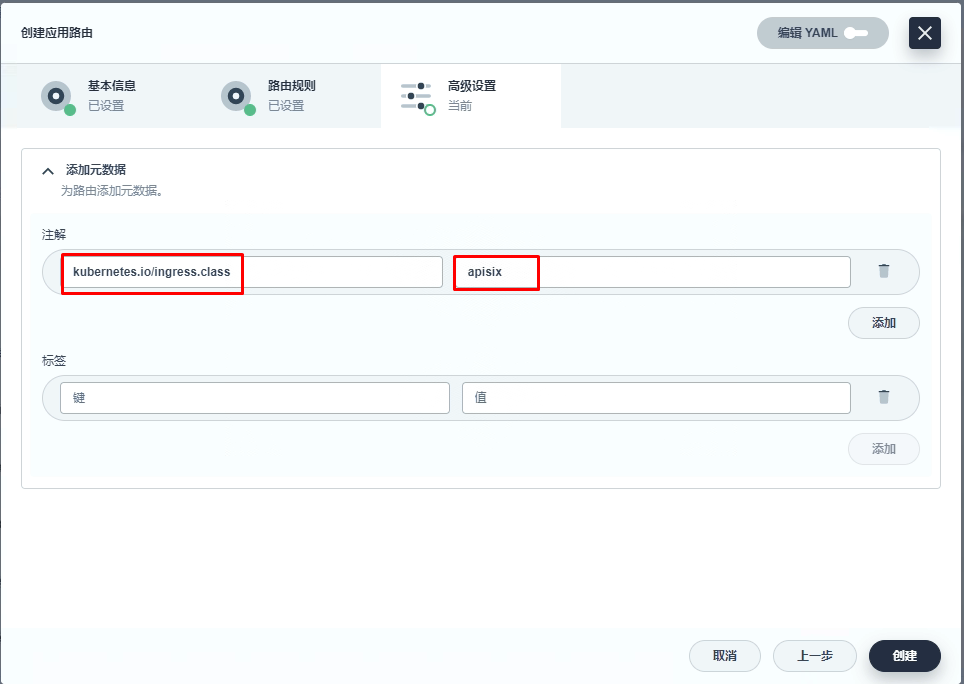 创建应用路由
编辑 YAML
基本信息
已设置
路由规则
已设置
高级设置
当前
添加元数据
为路由添加元数据。
注解
kubernetes.io/ingress.class
apisix
添加
标签
键
值
添加
取消
上一步
创建